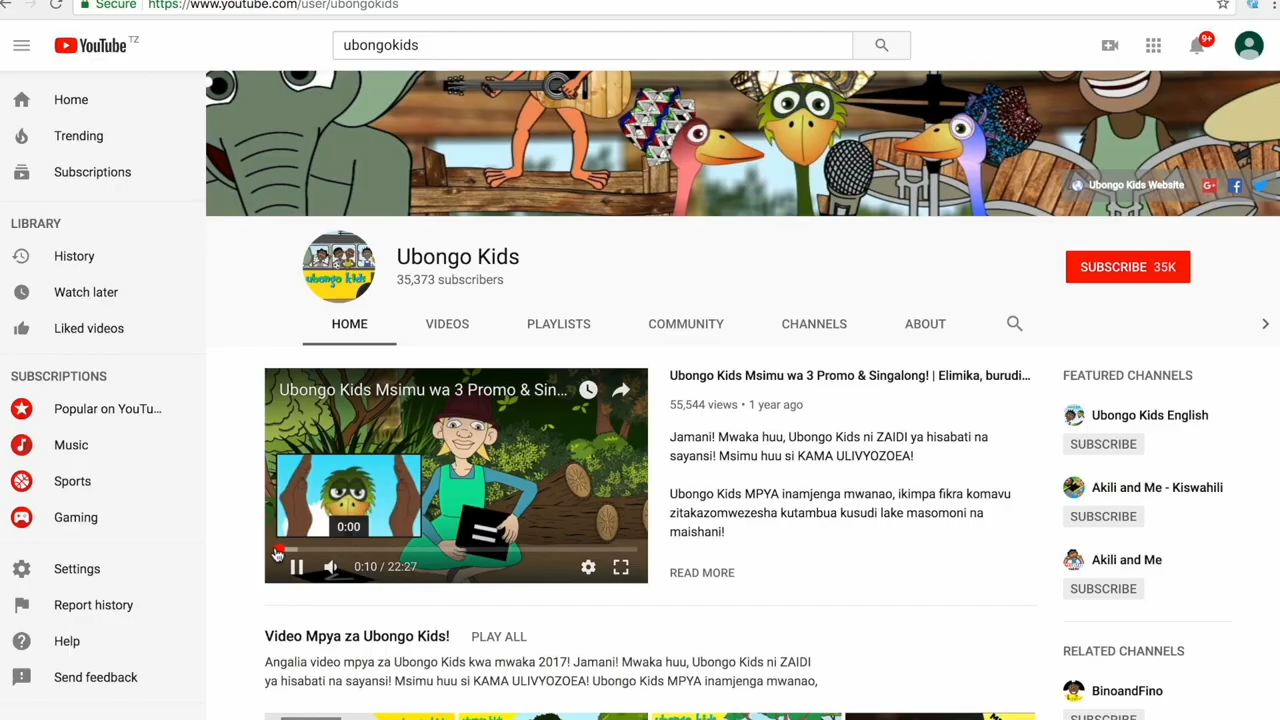 Secure
https://www.youtube.com/user/ubongokids
YouTube TZ
ubongokids
9+
Home
Trending
Subscriptions
LIBRARY
History
Watch later
Liked videos
SUBSCRIPTIONS
Popular on YouTu...
Music
Sports
Gaming
Settings
Report history
Help
Send feedback
Ubongo Kids Website
G+
ubongo kids
Ubongo Kids
35,373 subscribers
SUBSCRIBE 35K
HOME
VIDEOS
PLAYLISTS
COMMUNITY
CHANNELS
ABOUT
Ubongo Kids Msimu wa 3 Promo & Sin...
0:00
0:10 / 22:27
Ubongo Kids Msimu wa 3 Promo & Singalong! | Elimika, burudi...
55,544 views • 1 year ago
Jamani! Mwaka huu, Ubongo Kids ni ZAIDI ya hisabati na
sayansi! Msimu huu si KAMA ULIVYOZOEA!
Ubongo Kids MPYA inamjenga mwanao, ikimpa fikra komavu
zitakazomwezesha kutambua kusudi lake masomoni na
maishani!
READ MORE
Video Mpya za Ubongo Kids!
PLAY ALL
Angalia video mpya za Ubongo Kids kwa mwaka 2017! Jamani! Mwaka huu, Ubongo Kids ni ZAIDI
ya hisabati na sayansi! Msimu huu si KAMA ULIVYOZOEA! Ubongo Kids MPYA inamjenga mwanao,
FEATURED CHANNELS
Ubongo Kids English
SUBSCRIBE
Akili and Me - Kiswahili
SUBSCRIBE
Akili and Me
SUBSCRIBE
RELATED CHANNELS
BinoandFino
SUBSCRIBE